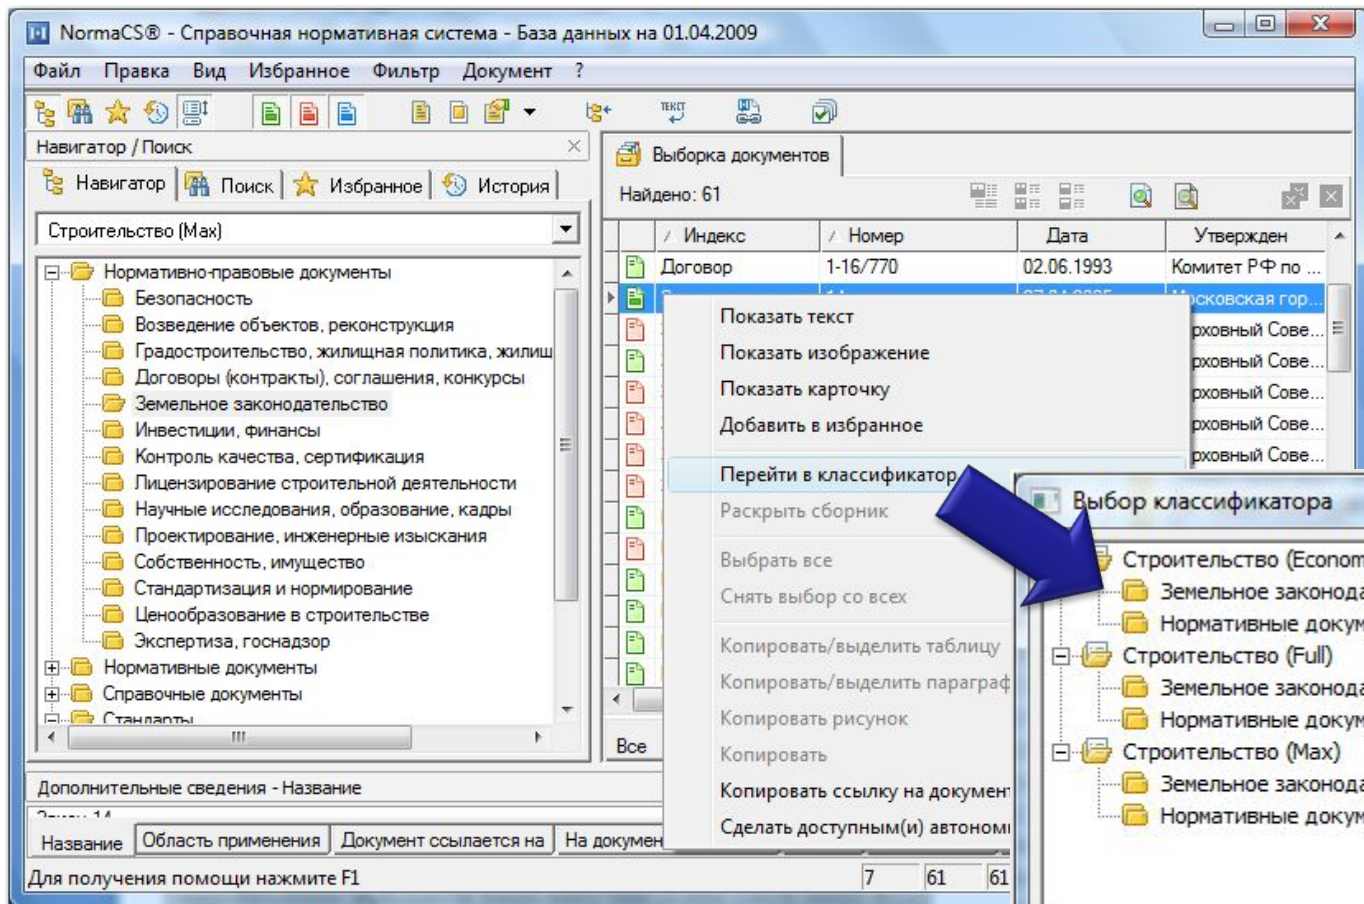 NormaCS® - Справочная нормативная система - База данных на 01.04.2009
Файл Правка Вид Избранное Фильтр Документ ?
ТЕКСТ
Навигатор / Поиск
Навигатор Поиск Избранное История
Строительство (Max)
Нормативно-правовые документы
Безопасность
Возведение объектов, реконструкция
Градостроительство, жилищная политика, жилищ
Договоры (контракты), соглашения, конкурсы
Земельное законодательство
Инвестиции, финансы
Контроль качества, сертификация
Лицензирование строительной деятельности
Научные исследования, образование, кадры
Проектирование, инженерные изыскания
Собственность, имущество
Стандартизация и нормирование
Ценообразование в строительстве
Экспертиза, госнадзор
Нормативные документы
Справочные документы
Стандарты
Выборка документов
Найдено: 61
Индекс Номер Дата Утвержден
Договор 1-16/770 02.06.1993 Комитет РФ по ...
осковская гор...
рховный Сове...
рховный Сове...
рховный Сове...
рховный Сове...
рховный Сове...
Все
Показать текст
Показать изображение
Показать карточку
Добавить в избранное
Перейти в классификатор
Раскрыть сборник
Выбрать все
Снять выбор со всех
Копировать/выделить таблицу
Копировать/выделить параграф
Копировать рисунок
Копировать
Копировать ссылку на документ
Сделать доступным(и) автономн
Выбор классификатора
Строительство (Econom
Земельное законода
Нормативные докум
Строительство (Full)
Земельное законода
Нормативные докум
Строительство (Max)
Земельное законода
Нормативные докум
Дополнительные сведения - Название
Название Область применения Документ ссылается на На докумен
Для получения помощи нажмите F1 7 61 61